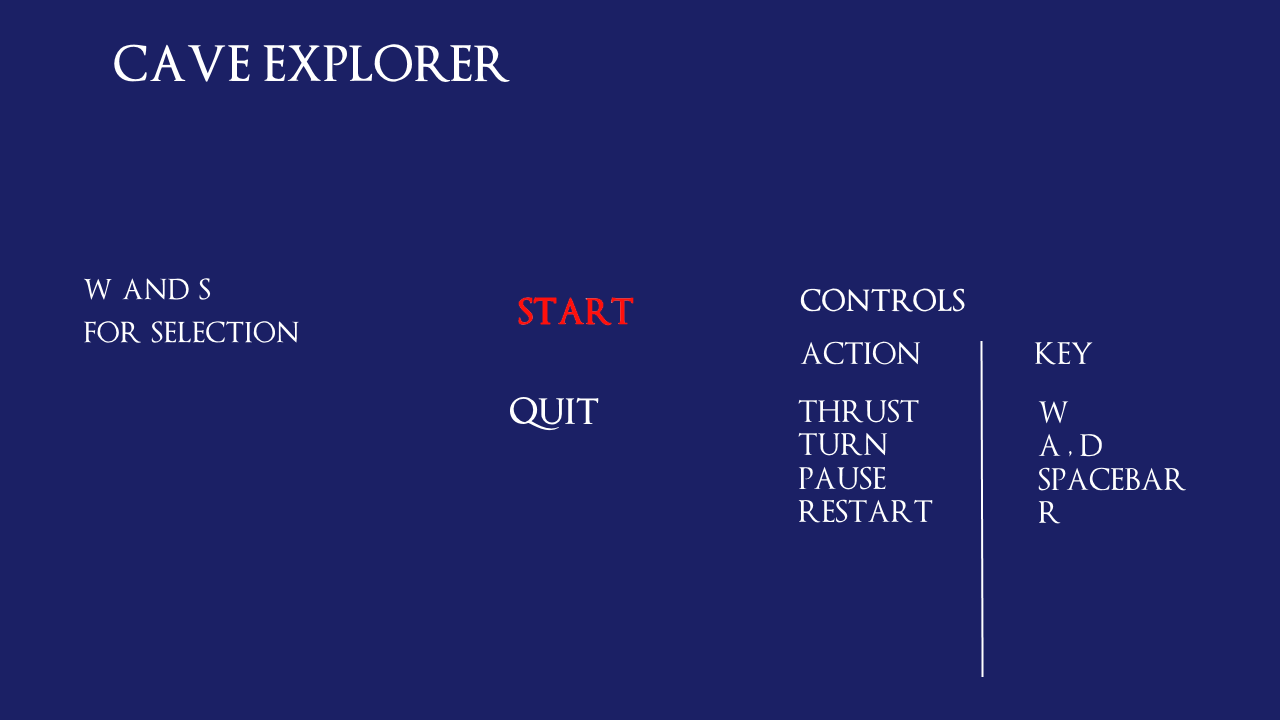 CAVE EXPLORER
W AND S
FOR SELECTION
START
QUIT
CONTROLS
ACTION KEY
THRUST W
TURN A , D
PAUSE SPACEBAR
RESTART R